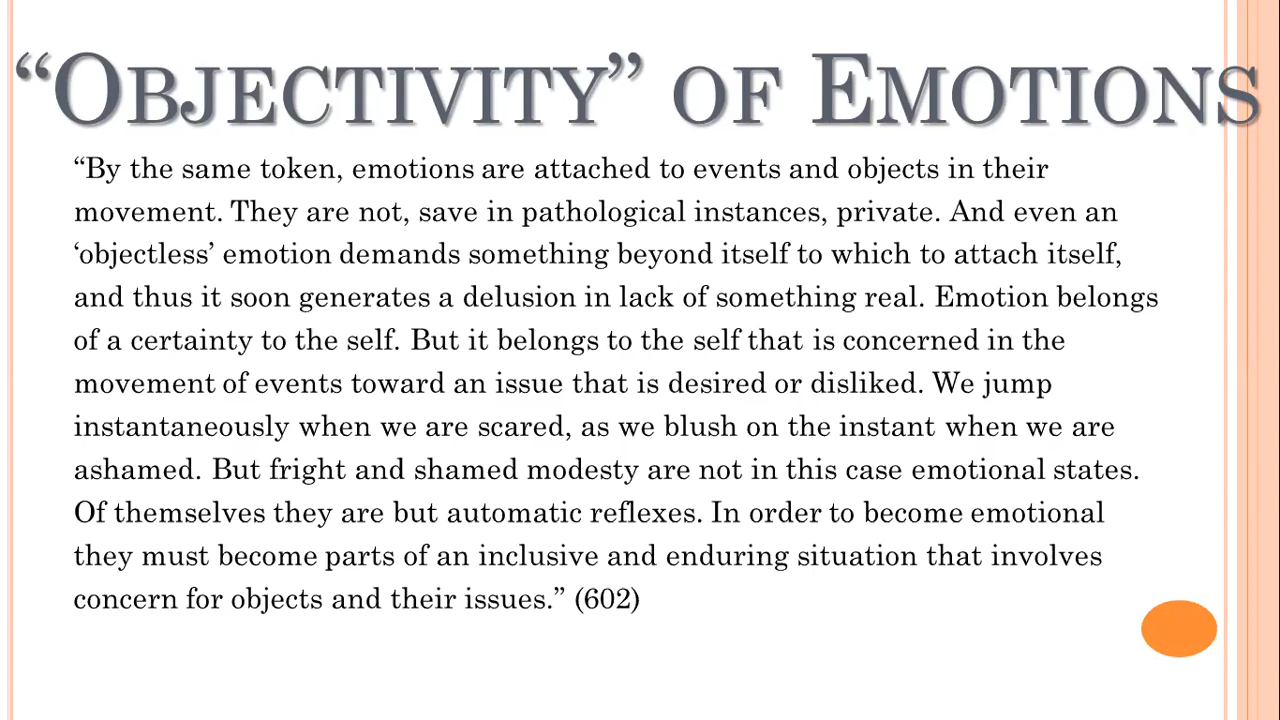 “Objectivity” of Emotions
“By the same token, emotions are attached to events and objects in their
movement. They are not, save in pathological instances, private. And even an
‘objectless’ emotion demands something beyond itself to which to attach itself,
and thus it soon generates a delusion in lack of something real. Emotion belongs
of a certainty to the self. But it belongs to the self that is concerned in the
movement of events toward an issue that is desired or disliked. We jump
instantaneously when we are scared, as we blush on the instant when we are
ashamed. But fright and shamed modesty are not in this case emotional states.
Of themselves they are but automatic reflexes. In order to become emotional
they must become parts of an inclusive and enduring situation that involves
concern for objects and their issues.” (602)